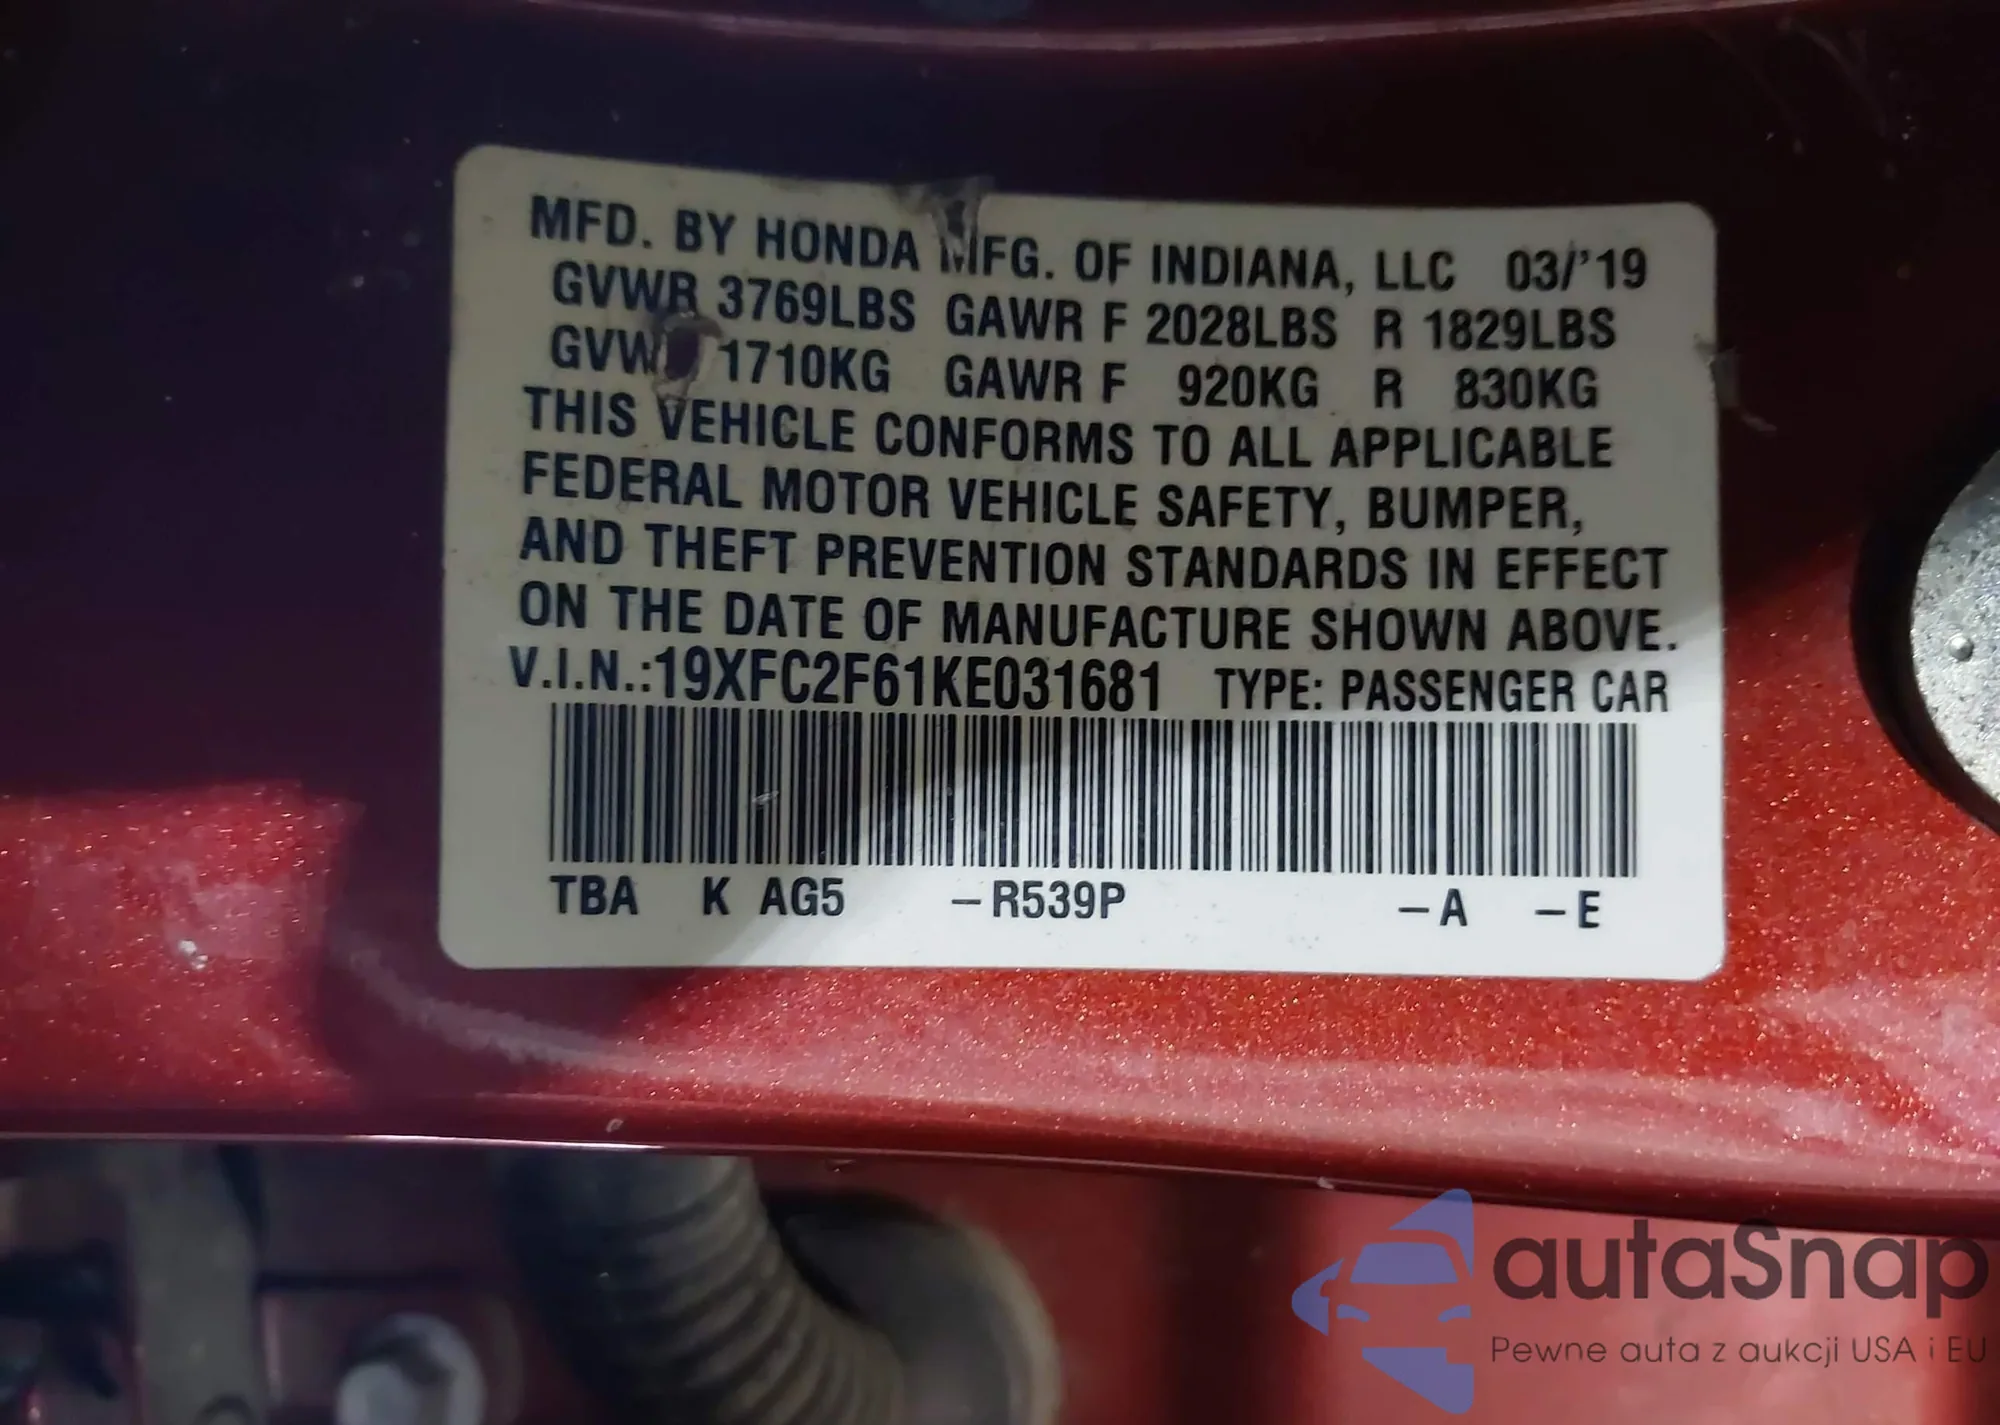 MFD. BY HONDA MFG. OF INDIANA, LLC 03/'19
GVWR 3769LBS GAWR F 2028LBS R 1829LBS
GVW 1710KG GAWR F 920KG R 830KG
THIS VEHICLE CONFORMS TO ALL APPLICABLE
FEDERAL MOTOR VEHICLE SAFETY, BUMPER,
AND THEFT PREVENTION STANDARDS IN EFFECT
ON THE DATE OF MANUFACTURE SHOWN ABOVE.
V.I.N.:19XFC2F61KE031681 TYPE: PASSENGER CAR
TBA K AG5 –R539P –A –E
autaSnap
Pewne auta z aukcji USA i EU